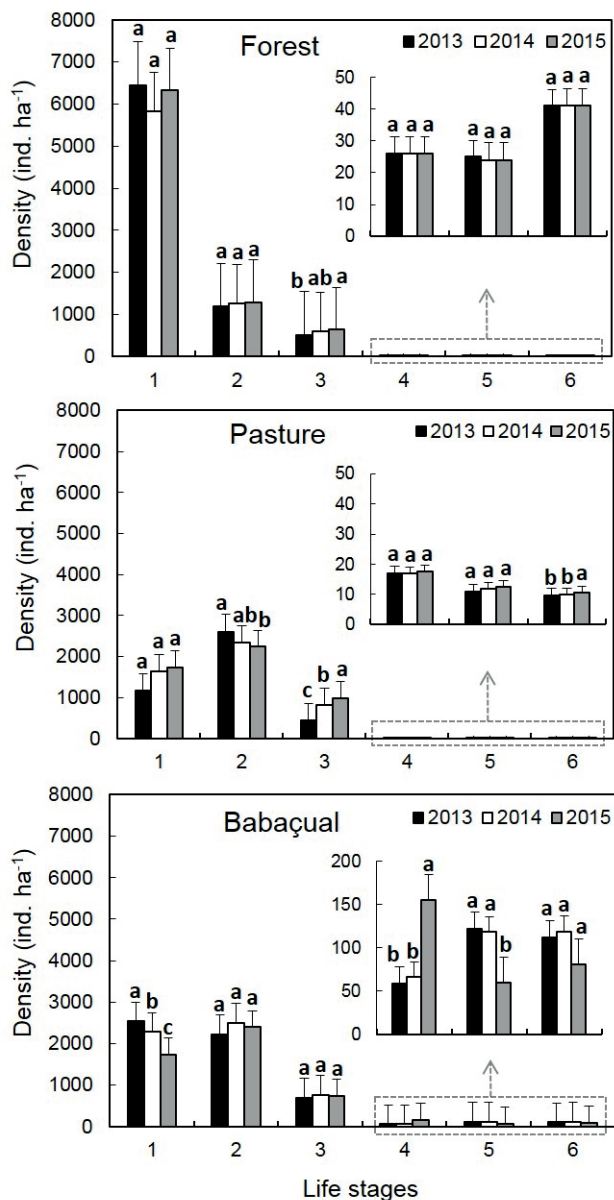 8000
7000
6000
5000
4000
3000
2000
1000
0
Density (ind. ha-1)
Forest
2013 2014 2015
a a a
a a a
b ab a
50
40
30
20
10
0
a a a
a a a
a a a
1 2 3 4 5 6
8000
7000
6000
5000
4000
3000
2000
1000
0
Density (ind. ha-1)
Pasture
2013 2014 2015
a a a
a ab b
c b a
50
40
30
20
10
0
a a a
a a a
b b a
1 2 3 4 5 6
8000
7000
6000
5000
4000
3000
2000
1000
0
Density (ind. ha-1)
Babaçual
2013 2014 2015
a b c
a a a
a a a
200
150
100
50
0
b b a
a a b
a a a
1 2 3 4 5 6
Life stages